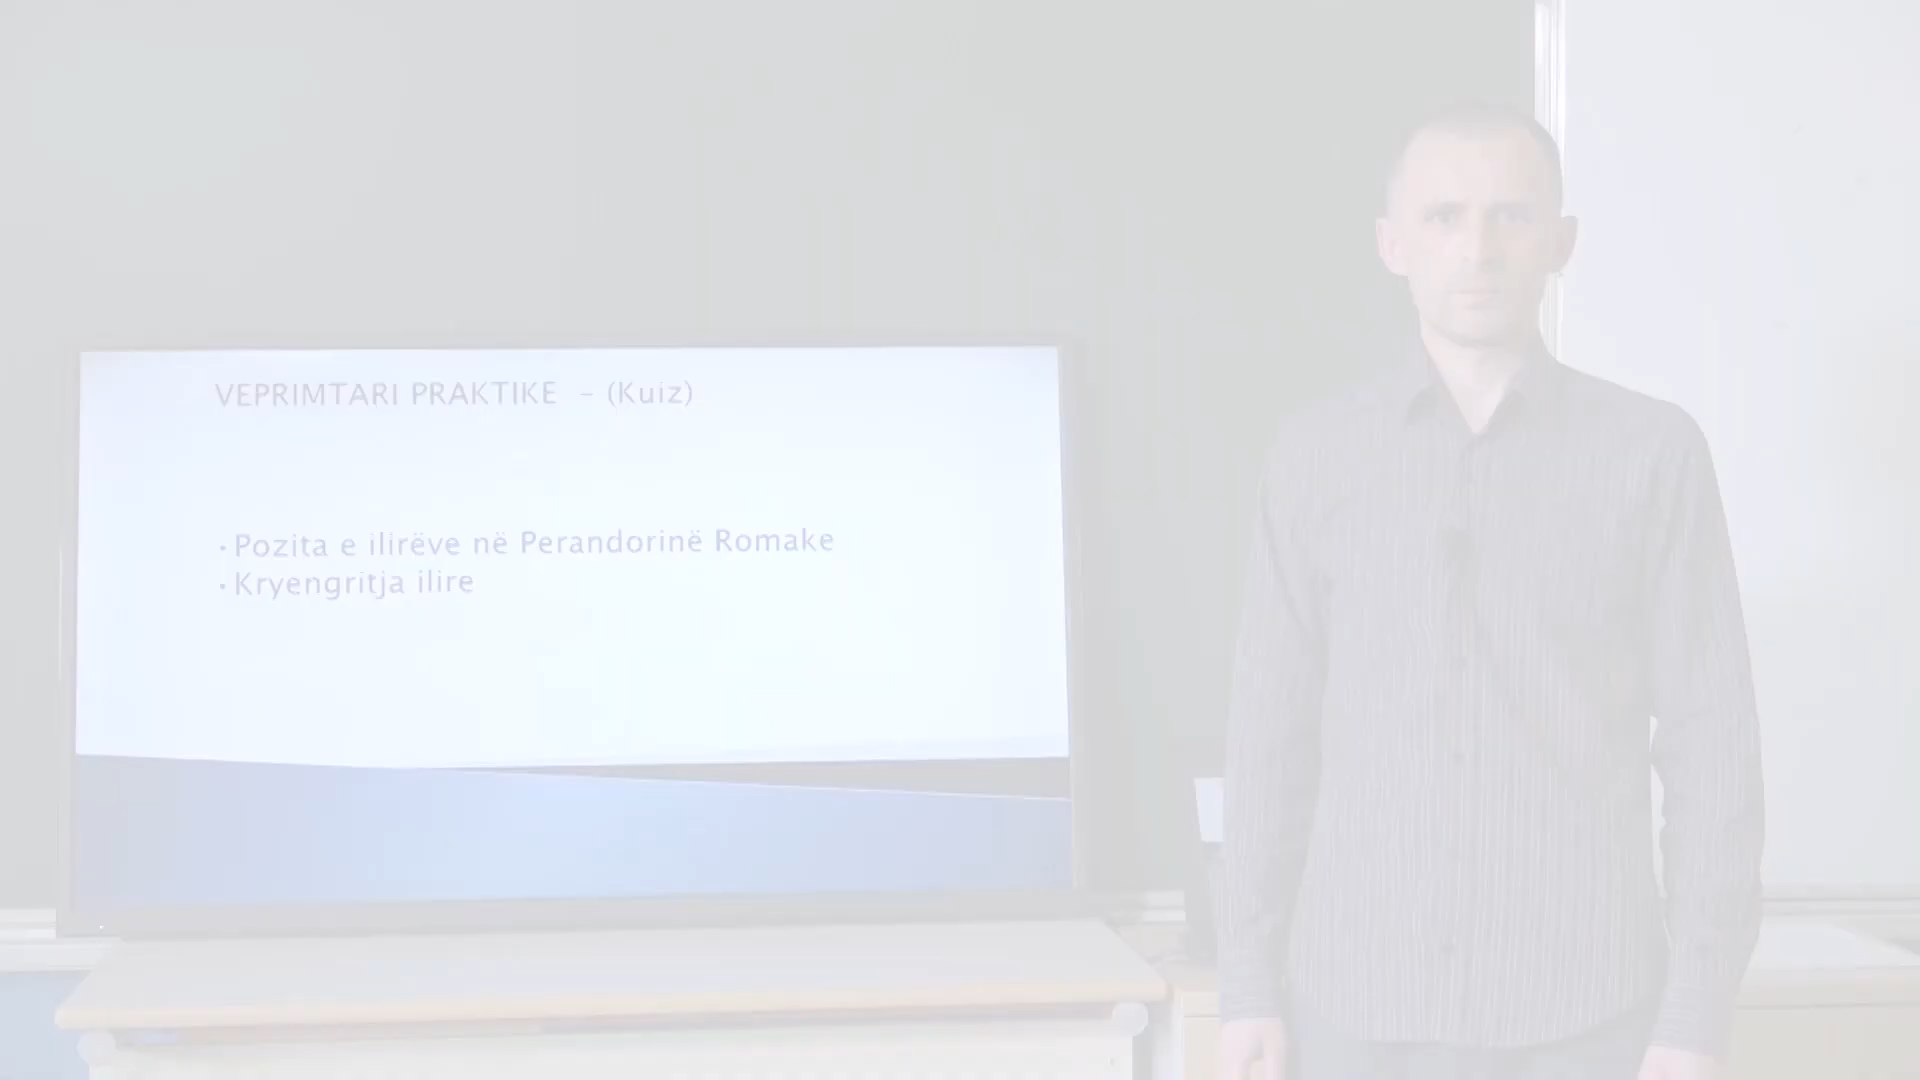 VEPRIMTARI PRAKTIKE – (Kuiz)
• Pozita e ilirëve në Perandorinë Romake
• Kryengritja ilire